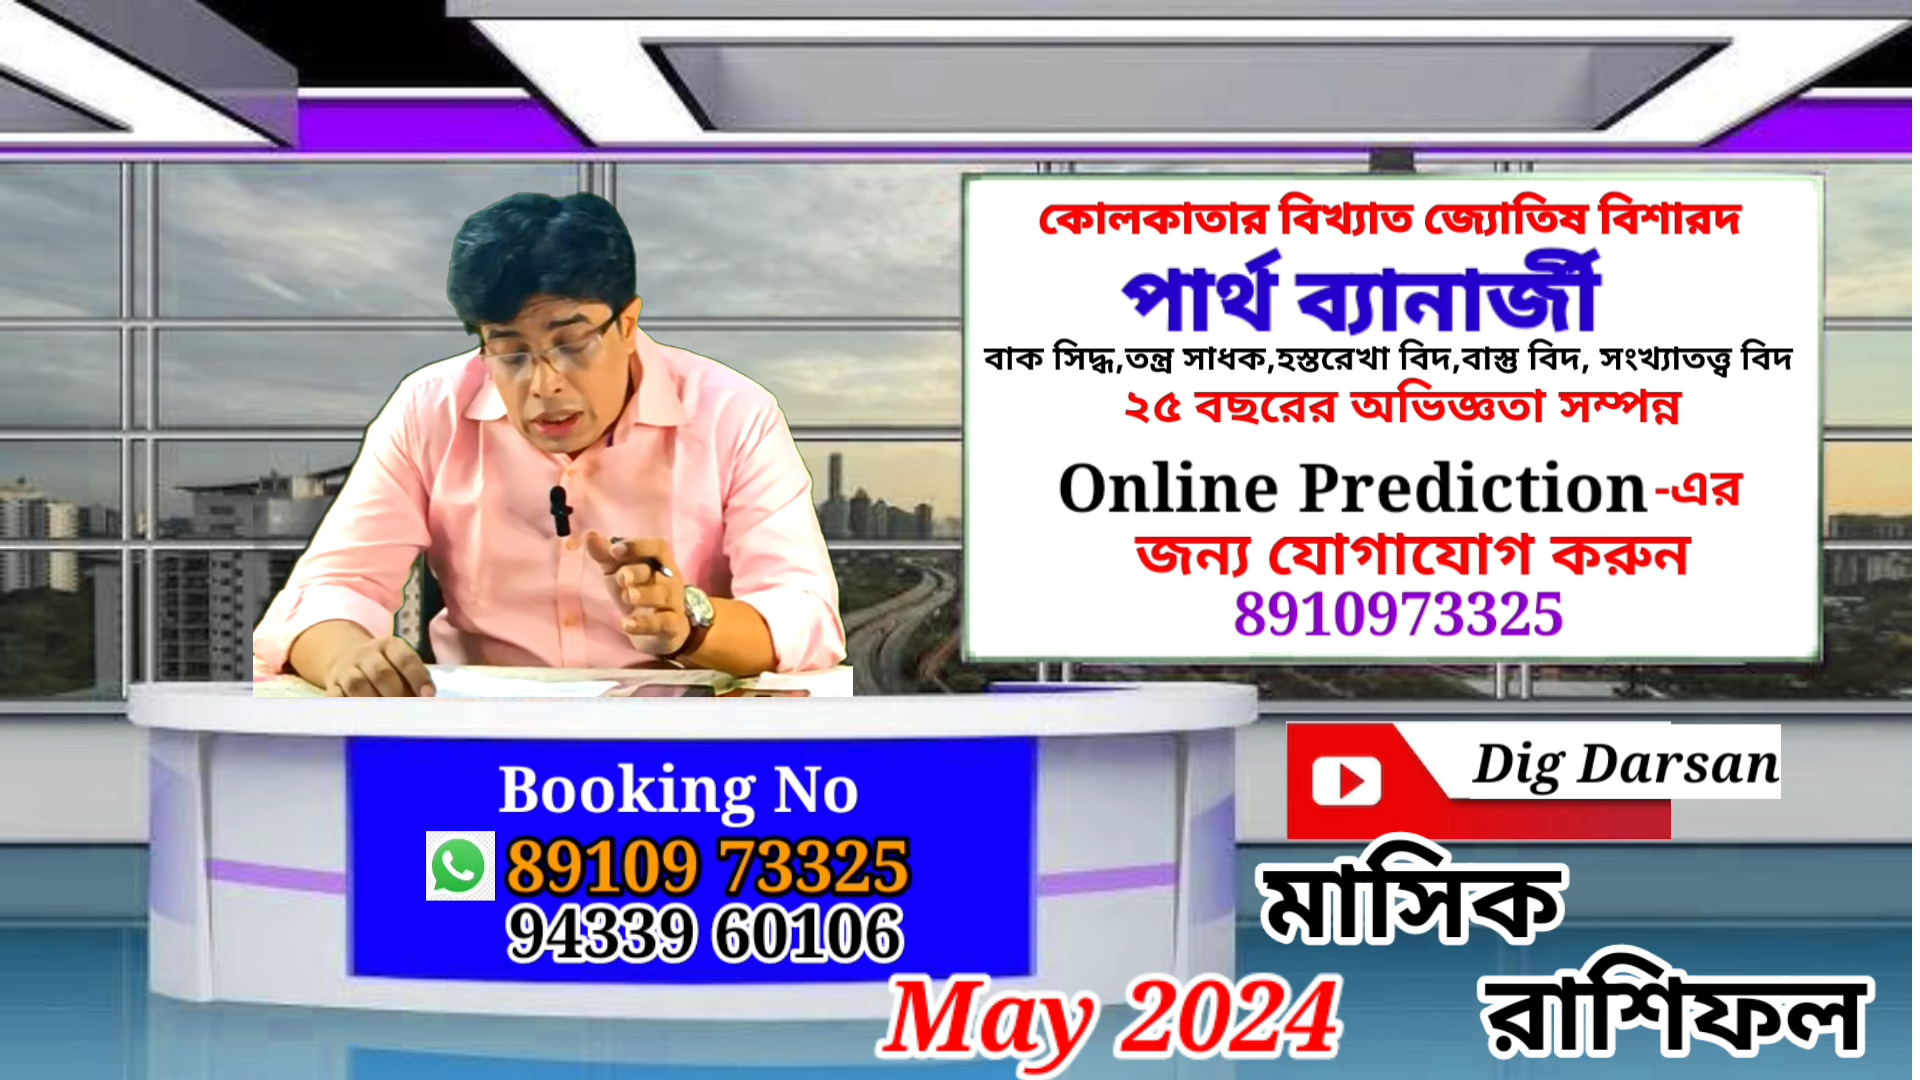 কোলকাতার বিখ্যাত জ্যোতিষ বিশারদ
পার্থ ব্যানার্জী
বাক সিদ্ধ,তন্ত্র সাধক,হস্তরেখা বিদ,বাস্তু বিদ, সংখ্যাতত্ত্ব বিদ
২৫ বছরের অভিজ্ঞতা সম্পন্ন
Online Prediction -এর
জন্য যোগাযোগ করুন
8910973325
Dig Darsan
Booking No
89109 73325
94339 60106
মাসিক
রাশিফল
May 2024